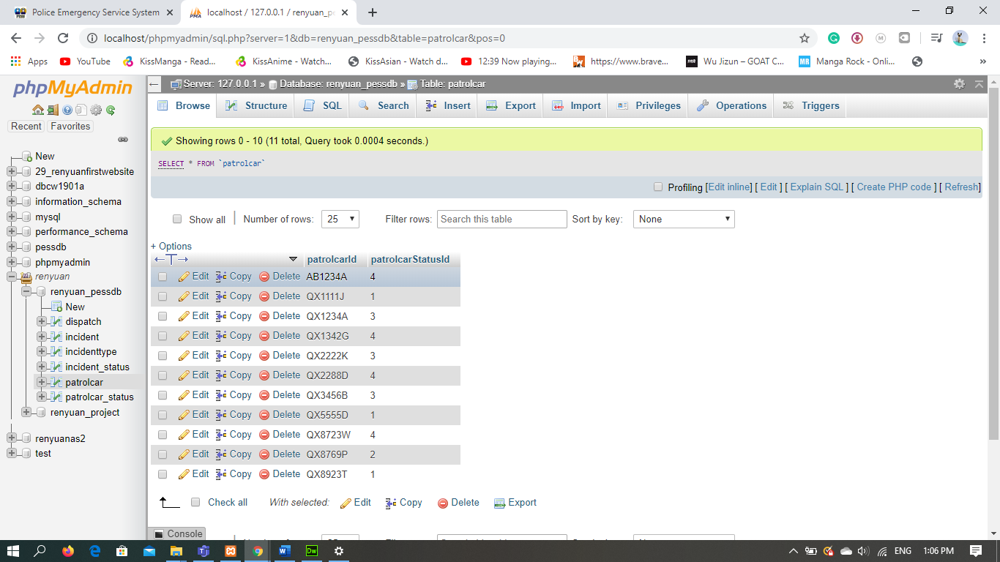 Police Emergency Service System
localhost / 127.0.0.1 / renyuan_pe
localhost/phpmyadmin/sql.php?server=1&db=renyuan_pessdb&table=patrolcar&pos=0
Apps YouTube KissManga - Read... KissAnime - Watch... KissAsian - Watch d... 12:39 Now playing... https://www.brave... Wu Jizun – GOAT C... Manga Rock - Onli...
phpMyAdmin
Recent Favorites
New
29_renyuanfirstwebsite
dbcw1901a
information_schema
mysql
performance_schema
pessdb
phpmyadmin
renyuan
renyuan_pessdb
New
dispatch
incident
incidenttype
incident_status
patrolcar
patrolcar_status
renyuan_project
renyuanas2
test
Server: 127.0.0.1 » Database: renyuan_pessdb » Table: patrolcar
Browse Structure SQL Search Insert Export Import Privileges Operations Triggers
Showing rows 0 - 10 (11 total, Query took 0.0004 seconds.)
SELECT * FROM `patrolcar`
Profiling [Edit inline] [ Edit ] [ Explain SQL ] [ Create PHP code ] [ Refresh]
Show all | Number of rows: 25 Filter rows: Search this table Sort by key: None
+ Options
patrolcarId patrolcarStatusId
Edit Copy Delete AB1234A 4
Edit Copy Delete QX1111J 1
Edit Copy Delete QX1234A 3
Edit Copy Delete QX1342G 4
Edit Copy Delete QX2222K 3
Edit Copy Delete QX2288D 4
Edit Copy Delete QX3456B 3
Edit Copy Delete QX5555D 1
Edit Copy Delete QX8723W 4
Edit Copy Delete QX8769P 2
Edit Copy Delete QX8923T 1
Check all With selected: Edit Copy Delete Export
Console
ENG 1:06 PM